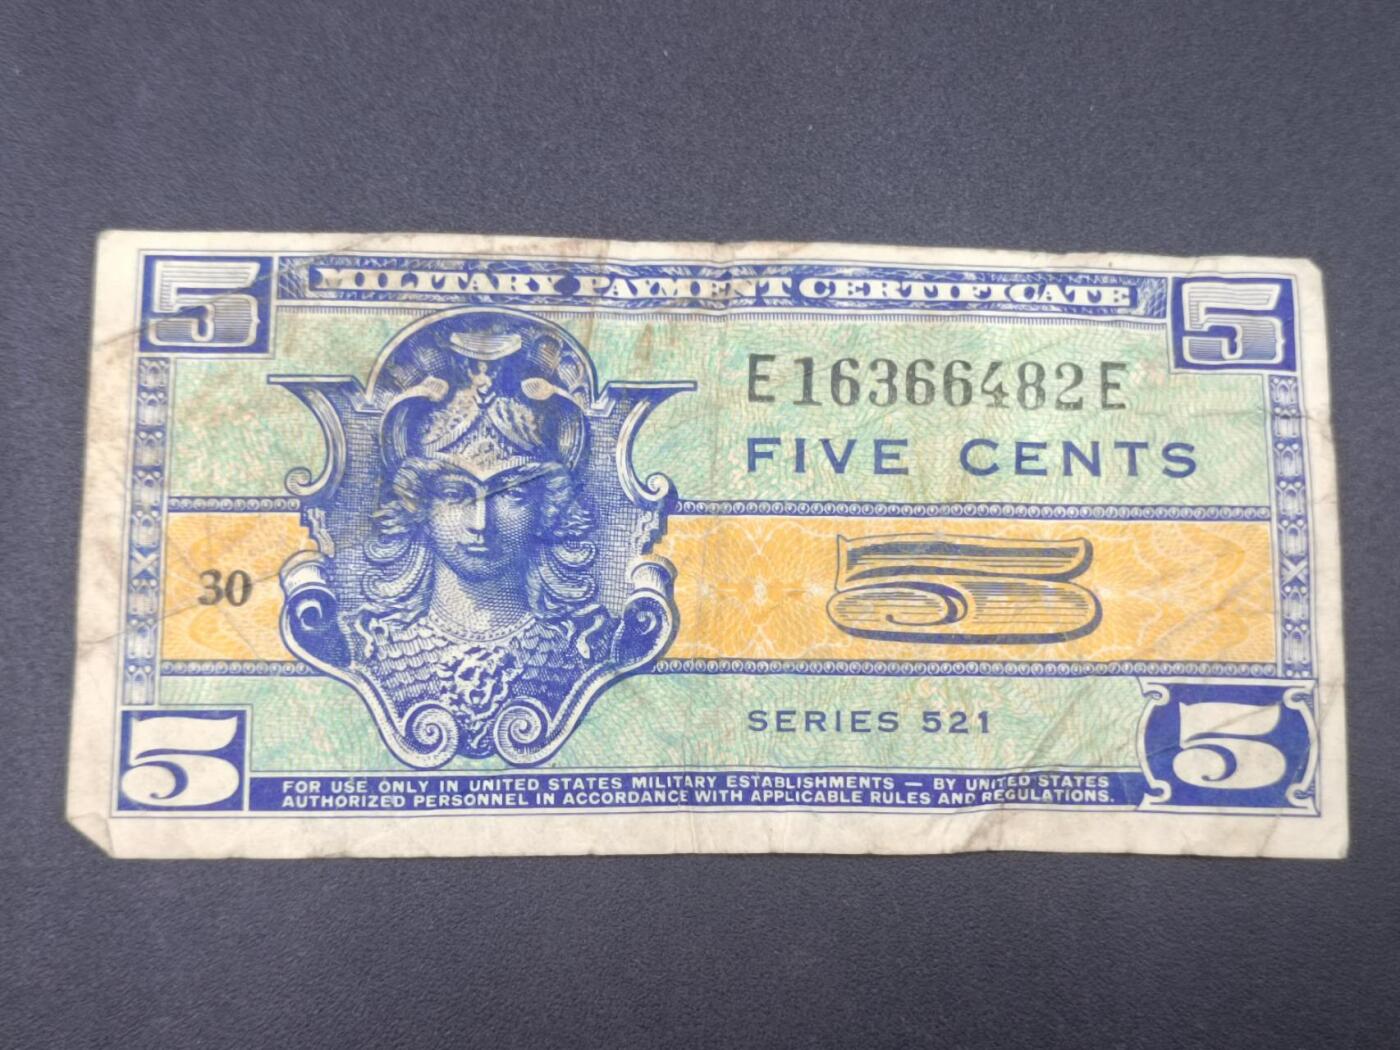 5 MILITARY PAYMENT CERTIFICATE 5
E16366482E
FIVE CENTS
30 5
SERIES 521
5 5
FOR USE ONLY IN UNITED STATES MILITARY ESTABLISHMENTS — BY UNITED STATES
AUTHORIZED PERSONNEL IN ACCORDANCE WITH APPLICABLE RULES AND REGULATIONS.